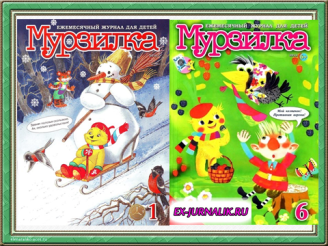 ЕЖЕМЕСЯЧНЫЙ ЖУРНАЛ ДЛЯ ДЕТЕЙ
Мурзилка
1
ЕЖЕМЕСЯЧНЫЙ ЖУРНАЛ ДЛЯ ДЕТЕЙ
Мурзилка
EX-JURNALIK.RU
6